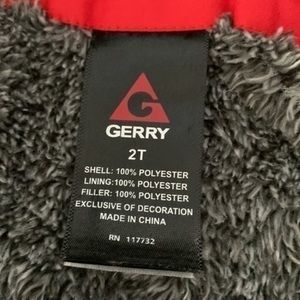 GERRY
2T
SHELL: 100% POLYESTER
LINING:100% POLYESTER
FILLER: 100% POLYESTER
EXCLUSIVE OF DECORATION
MADE IN CHINA
RN 117732